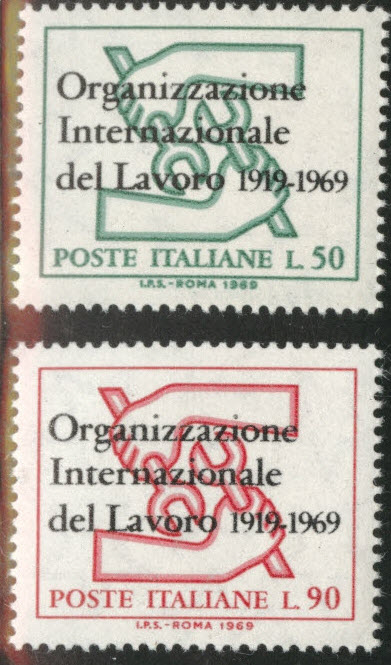 Organizzazione
Internazionale
del Lavoro 1919-1969
POSTE ITALIANE L. 50
I.P.S.-ROMA 1969
Organizzazione
Internazionale
del Lavoro 1919-1969
POSTE ITALIANE L. 90
I.P.S.-ROMA 1969